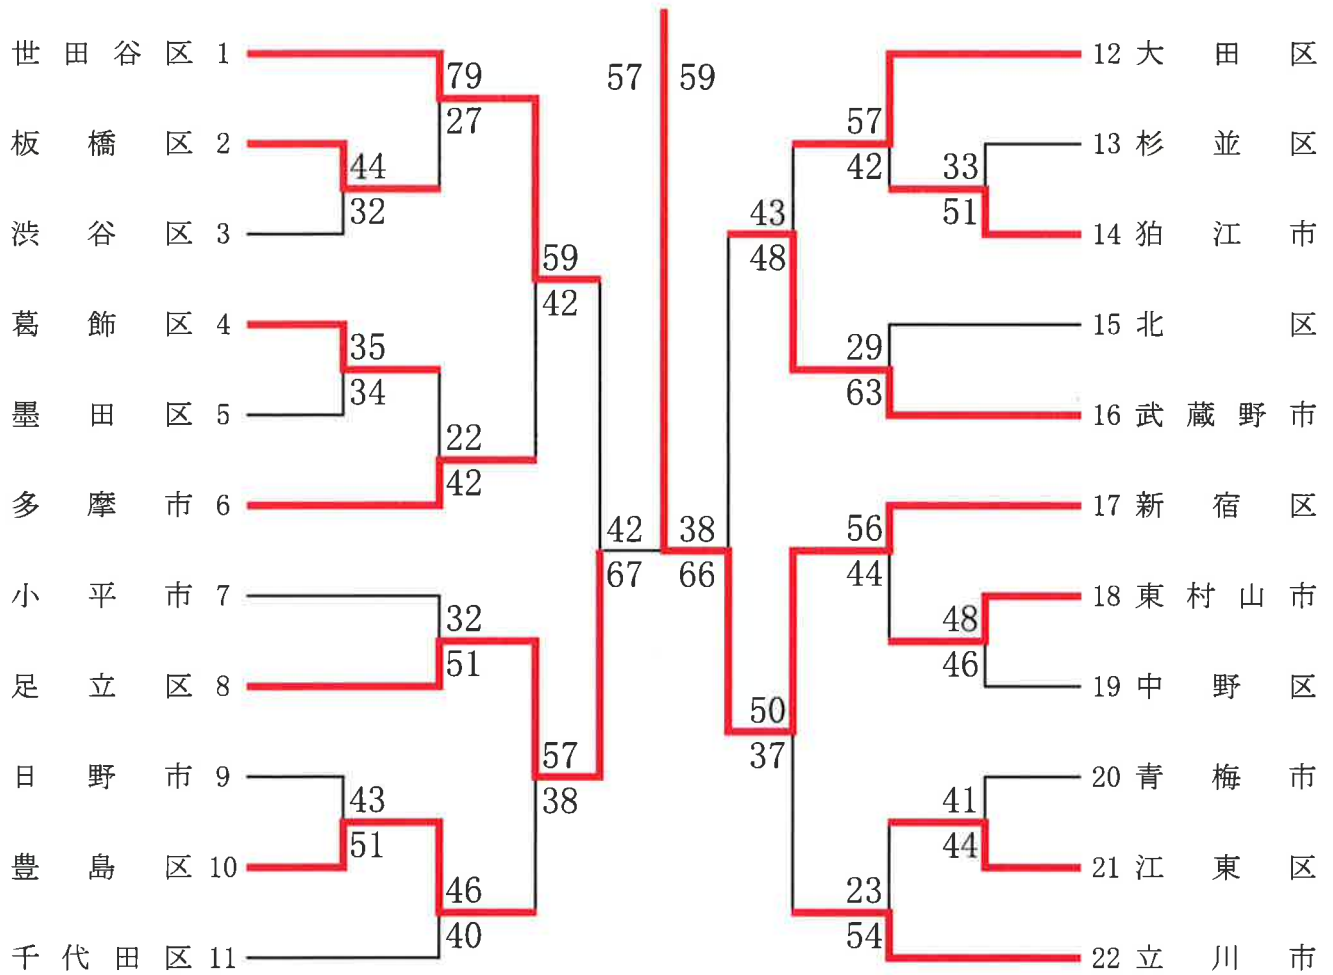 世田谷区 1
板橋区 2
渋谷区 3
葛飾区 4
墨田区 5
多摩市 6
小平市 7
足立区 8
日野市 9
豊島区 10
千代田区 11
79
27
44
32
59
42
35
34
22
42
32
51
57
38
43
51
46
40
42
67
57 59
38
66
43
48
50
37
57
42
33
51
29
63
56
44
48
46
41
44
23
54
12 大田区
13 杉並区
14 狛江市
15 北区
16 武蔵野市
17 新宿区
18 東村山市
19 中野区
20 青梅市
21 江東区
22 立川市